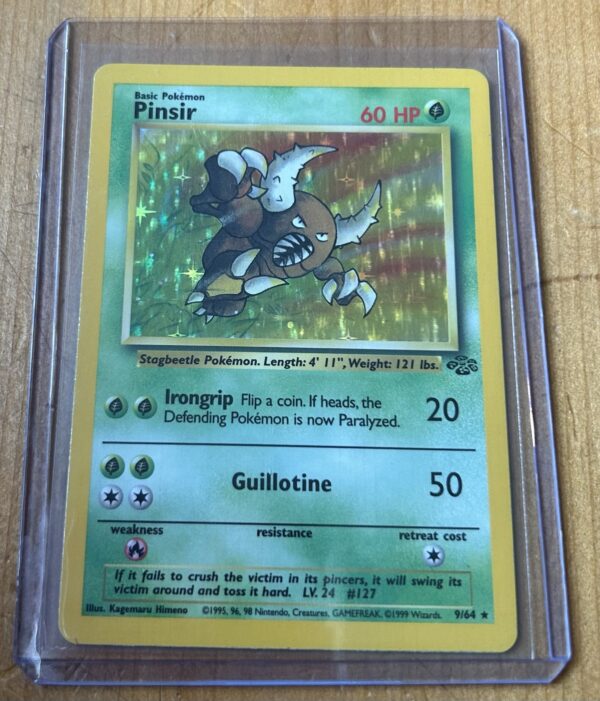 Basic Pokémon
Pinsir
60 HP
Stagbeetle Pokémon. Length: 4' 11", Weight: 121 lbs.
Irongrip Flip a coin. If heads, the
Defending Pokémon is now Paralyzed.
20
Guillotine
50
weakness
resistance
retreat cost
If it fails to crush the victim in its pincers, it will swing its
victim around and toss it hard. LV. 24 #127
Illus. Kagemaru Himeno ©1995, 96, 98 Nintendo, Creatures, GAMEFREAK. ©1999 Wizards. 9/64 ★